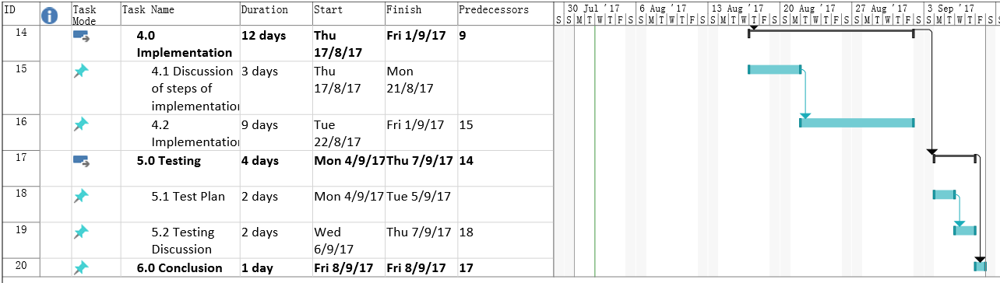 ID Task Mode Task Name Duration Start Finish Predecessors
30 Jul '17 6 Aug '17 13 Aug '17 20 Aug '17 27 Aug '17 3 Sep '17
S S M T W T F S S M T W T F S S M T W T F S S M T W T F S S M T W T F S S M T W T F S
14 4.0 Implementation 12 days Thu 17/8/17 Fri 1/9/17 9
15 4.1 Discussion of steps of implementation 3 days Thu 17/8/17 Mon 21/8/17
16 4.2 Implementation 9 days Tue 22/8/17 Fri 1/9/17 15
17 5.0 Testing 4 days Mon 4/9/17 Thu 7/9/17 14
18 5.1 Test Plan 2 days Mon 4/9/17 Tue 5/9/17
19 5.2 Testing Discussion 2 days Wed 6/9/17 Thu 7/9/17 18
20 6.0 Conclusion 1 day Fri 8/9/17 Fri 8/9/17 17